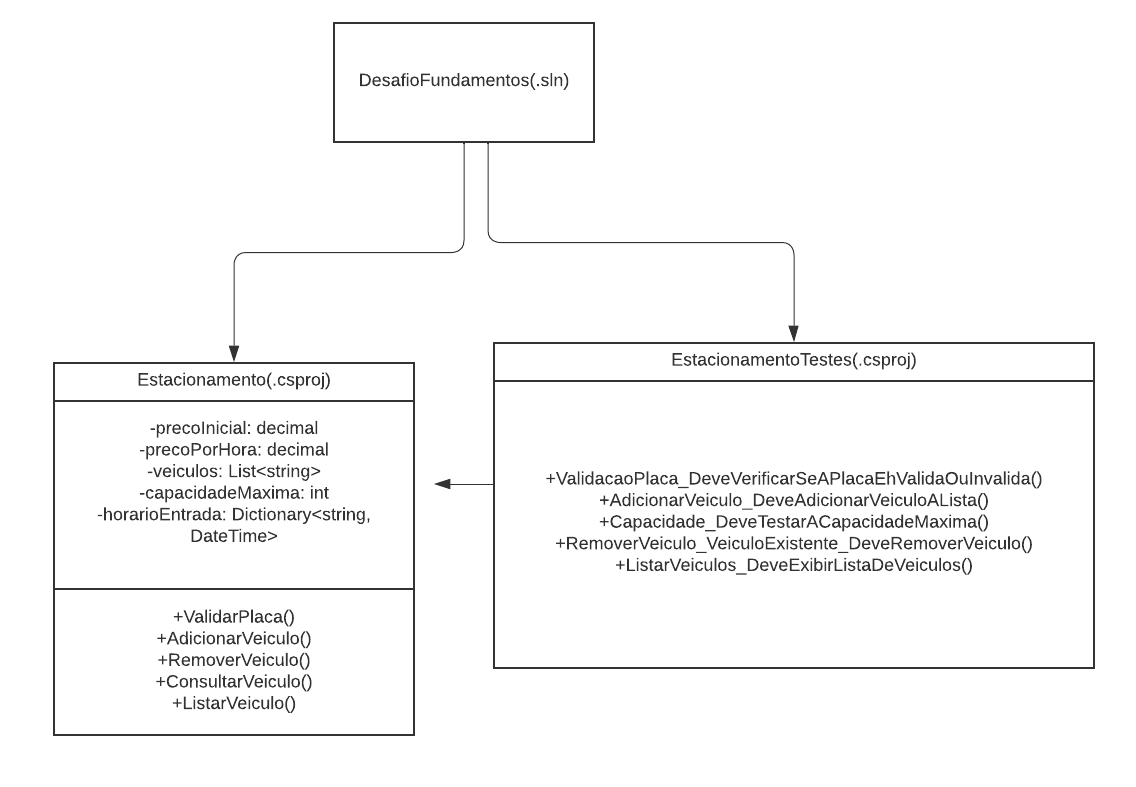 DesafioFundamentos(.sln)
Estacionamento(.csproj)
-precoInicial: decimal
-precoPorHora: decimal
-veiculos: List<string>
-capacidadeMaxima: int
-horarioEntrada: Dictionary<string,
DateTime>
+ValidarPlaca()
+AdicionarVeiculo()
+RemoverVeiculo()
+ConsultarVeiculo()
+ListarVeiculo()
EstacionamentoTestes(.csproj)
+ValidacaoPlaca_DeveVerificarSeAPlacaEhValidaOuInvalida()
+AdicionarVeiculo_DeveAdicionarVeiculoALista()
+Capacidade_DeveTestarACapacidadeMaxima()
+RemoverVeiculo_VeiculoExistente_DeveRemoverVeiculo()
+ListarVeiculos_DeveExibirListaDeVeiculos()